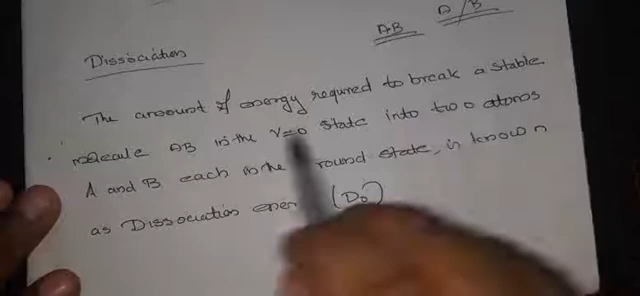 AB A/B
Dissociation
The amount of energy required to break a stable
molecule AB in the v=0 state into two atoms
A and B each in the round state, is known
as Dissociation ener (D₀)